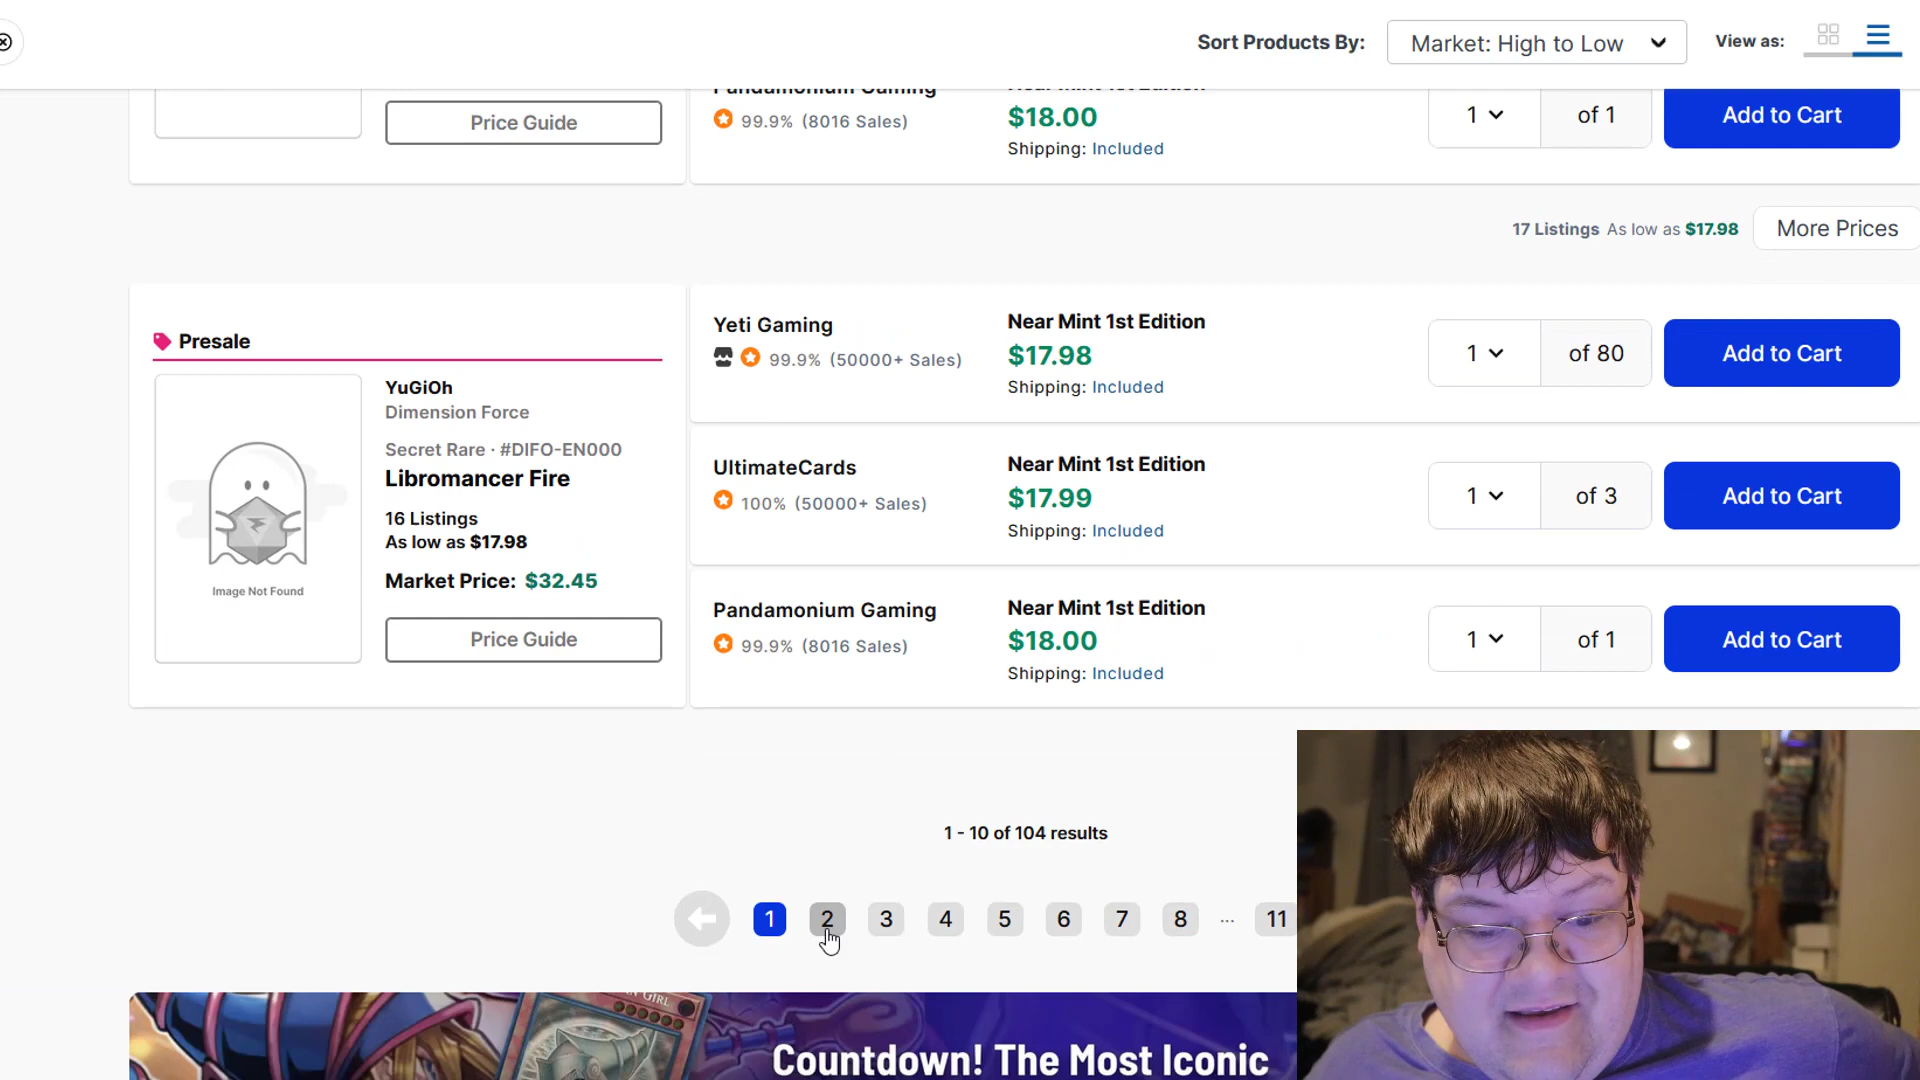 Sort Products By:
Market: High to Low
View as:
Pandamonium Gaming
99.9% (8016 Sales)
Near Mint 1st Edition
$18.00
Shipping: Included
1
of 1
Add to Cart
Price Guide
17 Listings As low as $17.98
More Prices
Presale
YuGiOh
Dimension Force
Secret Rare · #DIFO-EN000
Libromancer Fire
16 Listings
As low as $17.98
Market Price: $32.45
Price Guide
Image Not Found
Yeti Gaming
99.9% (50000+ Sales)
Near Mint 1st Edition
$17.98
Shipping: Included
1
of 80
Add to Cart
UltimateCards
100% (50000+ Sales)
Near Mint 1st Edition
$17.99
Shipping: Included
1
of 3
Add to Cart
Pandamonium Gaming
99.9% (8016 Sales)
Near Mint 1st Edition
$18.00
Shipping: Included
1
of 1
Add to Cart
1 - 10 of 104 results
1 2 3 4 5 6 7 8 ... 11
GIRL
Countdown! The Most Iconic